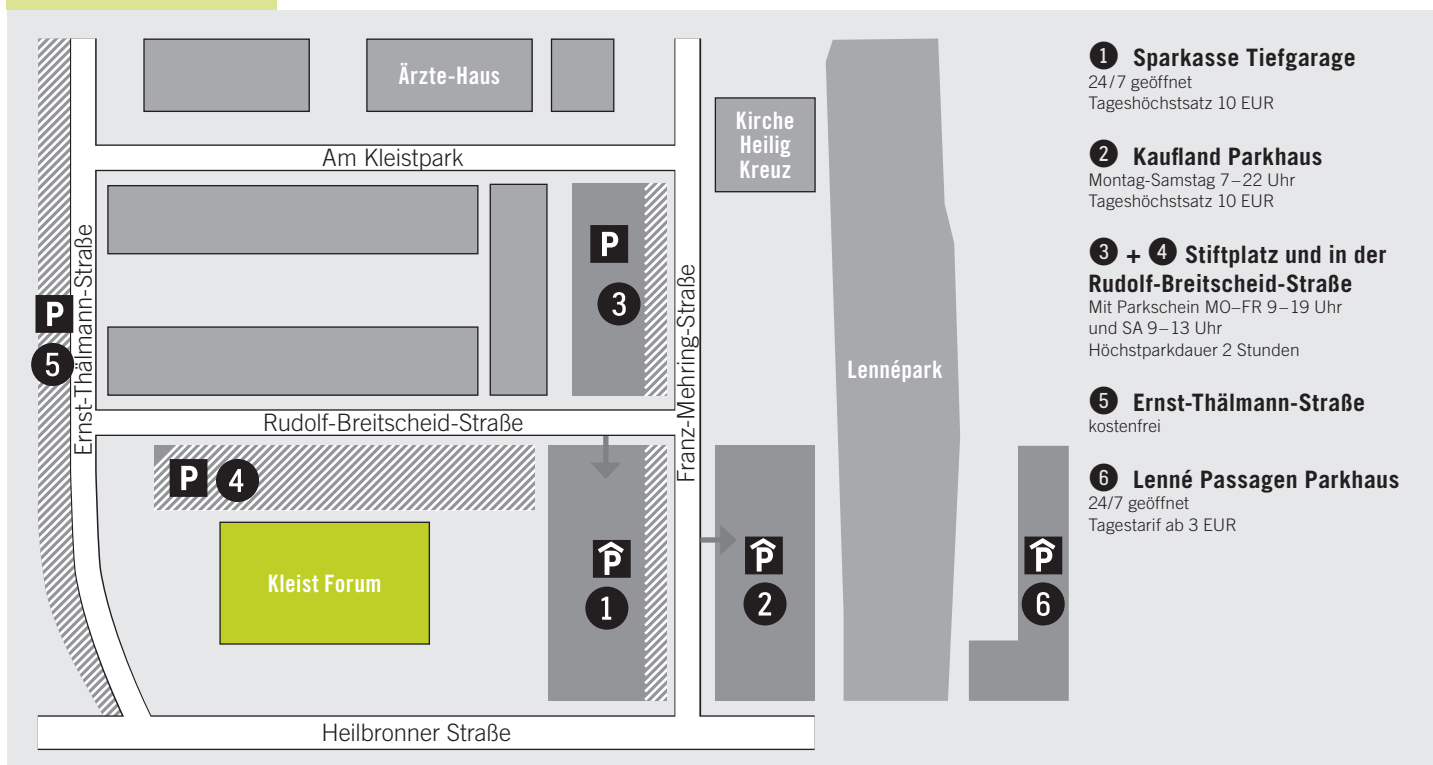 Ärzte-Haus
Kirche
Heilig
Kreuz
Am Kleistpark
P
3
P
5
Ernst-Thälmann-Straße
Franz-Mehring-Straße
Lennépark
Rudolf-Breitscheid-Straße
P 4
Kleist Forum
P
1
P
2
P
6
Heilbronner Straße
1 Sparkasse Tiefgarage
24/7 geöffnet
Tageshöchstsatz 10 EUR
2 Kaufland Parkhaus
Montag-Samstag 7–22 Uhr
Tageshöchstsatz 10 EUR
3 + 4 Stiftplatz und in der
Rudolf-Breitscheid-Straße
Mit Parkschein MO–FR 9–19 Uhr
und SA 9–13 Uhr
Höchstparkdauer 2 Stunden
5 Ernst-Thälmann-Straße
kostenfrei
6 Lenné Passagen Parkhaus
24/7 geöffnet
Tagestarif ab 3 EUR